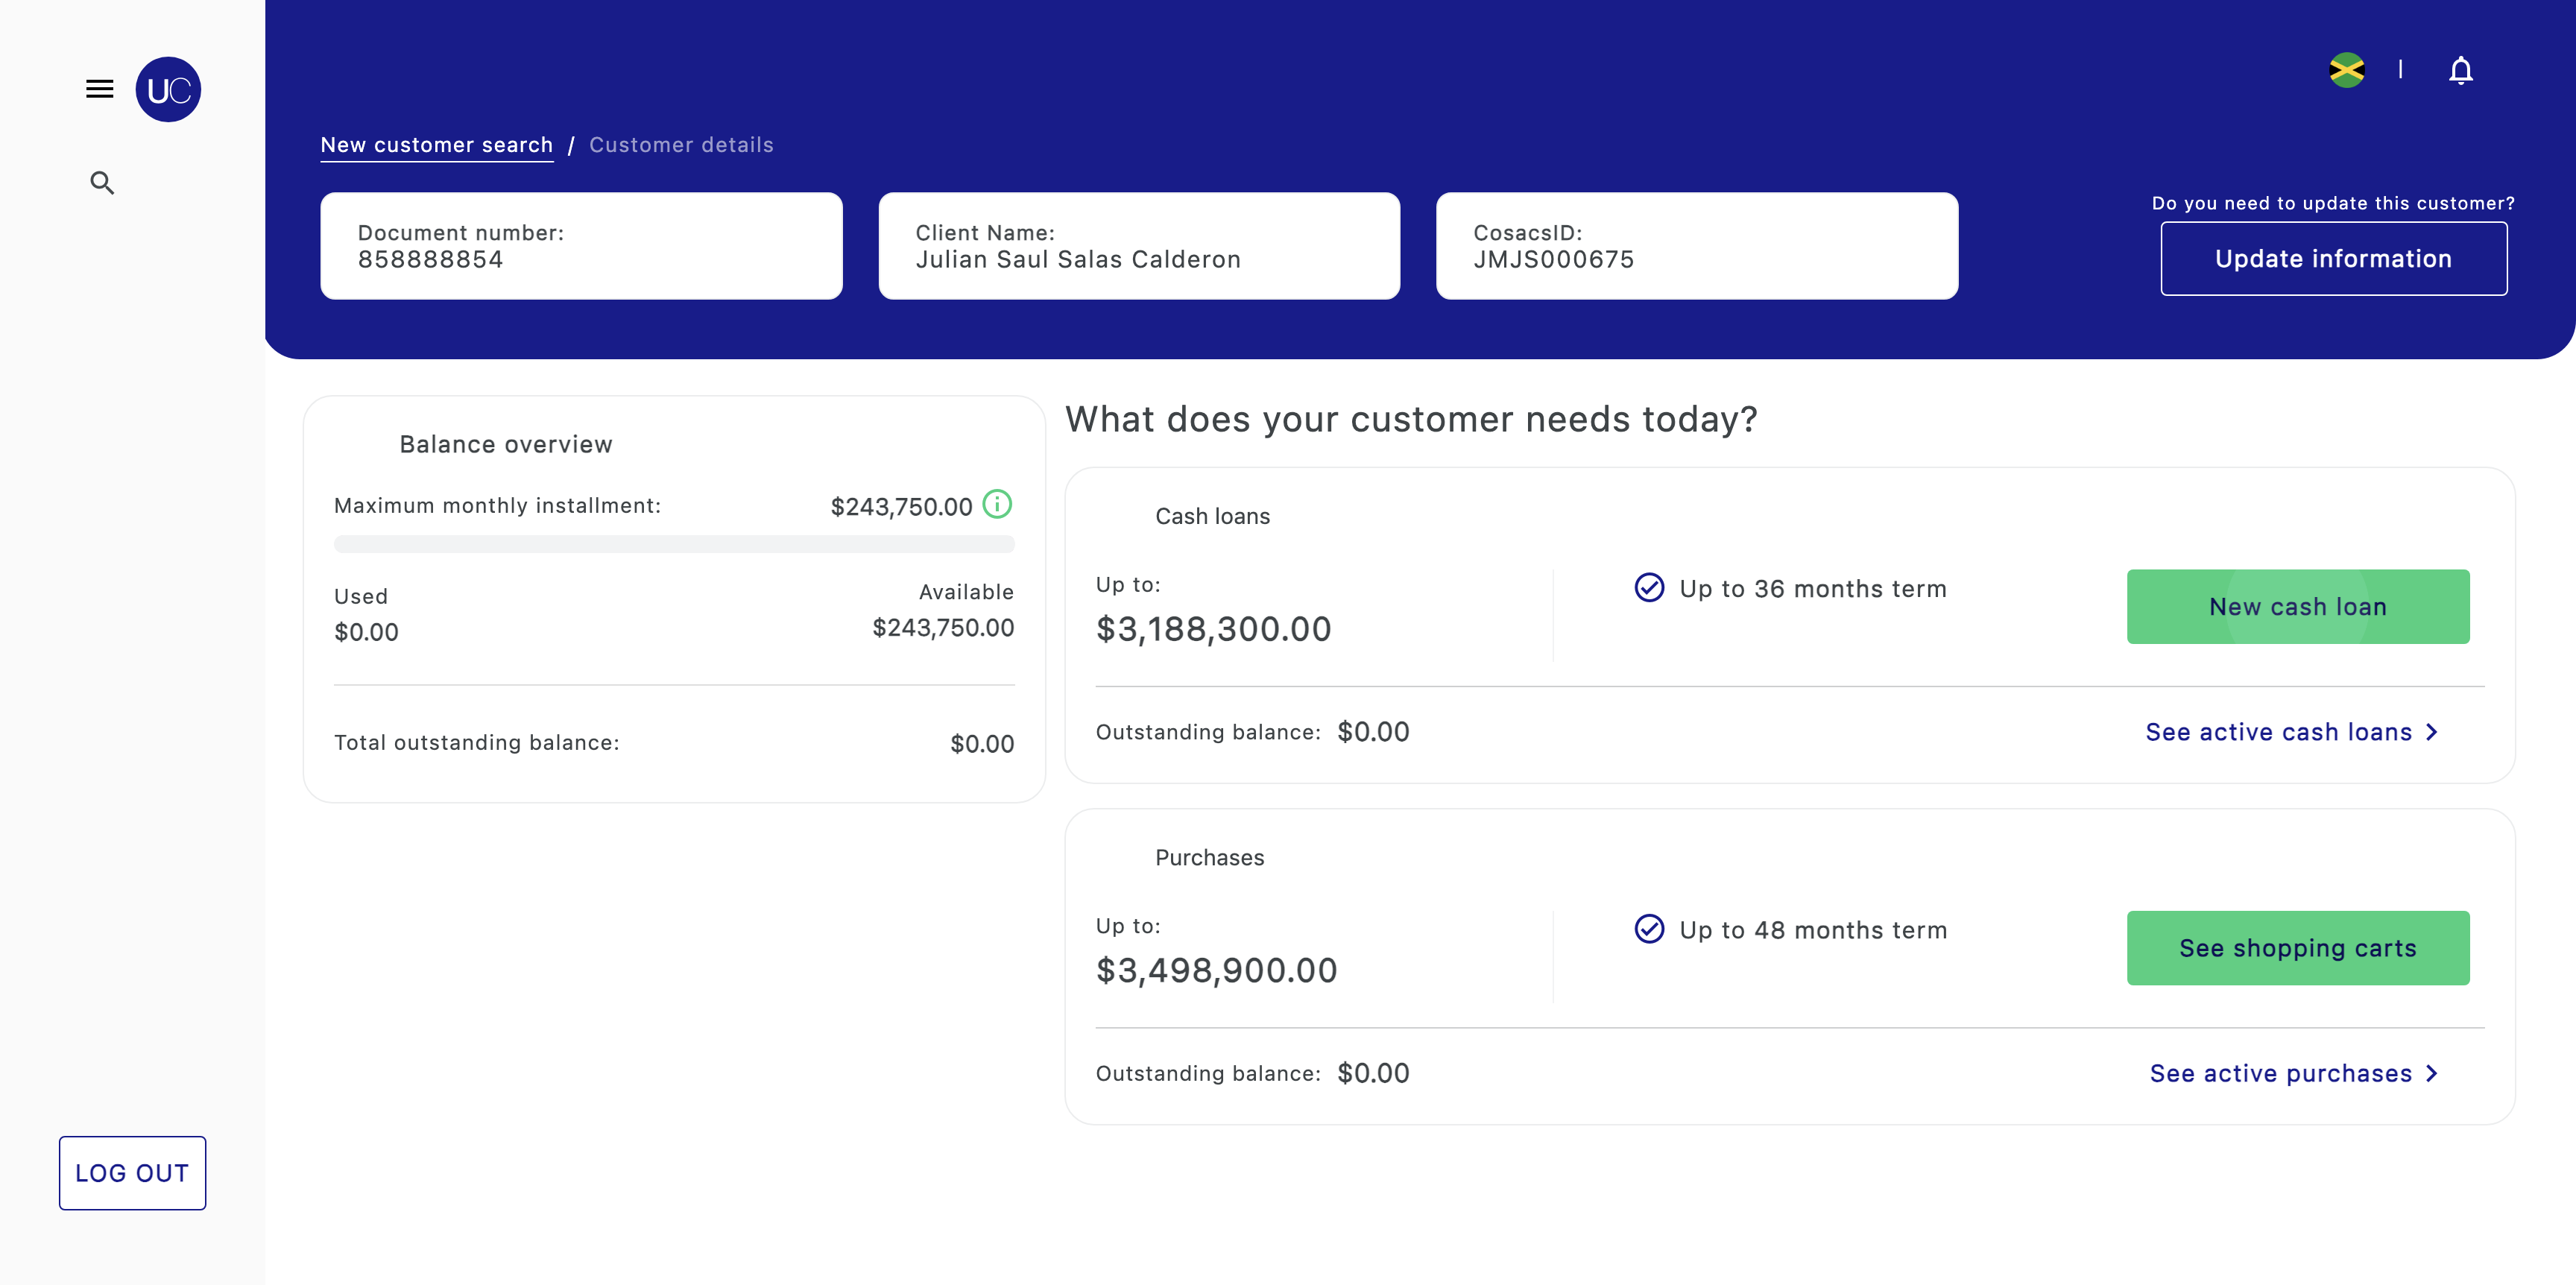 UC
New customer search / Customer details
Document number:
858888854
Client Name:
Julian Saul Salas Calderon
CosacsID:
JMJS000675
Do you need to update this customer?
Update information
Balance overview
Maximum monthly installment: $243,750.00
Used
$0.00
Available
$243,750.00
Total outstanding balance: $0.00
What does your customer needs today?
Cash loans
Up to:
$3,188,300.00
Up to 36 months term
New cash loan
Outstanding balance: $0.00
See active cash loans
Purchases
Up to:
$3,498,900.00
Up to 48 months term
See shopping carts
Outstanding balance: $0.00
See active purchases
LOG OUT